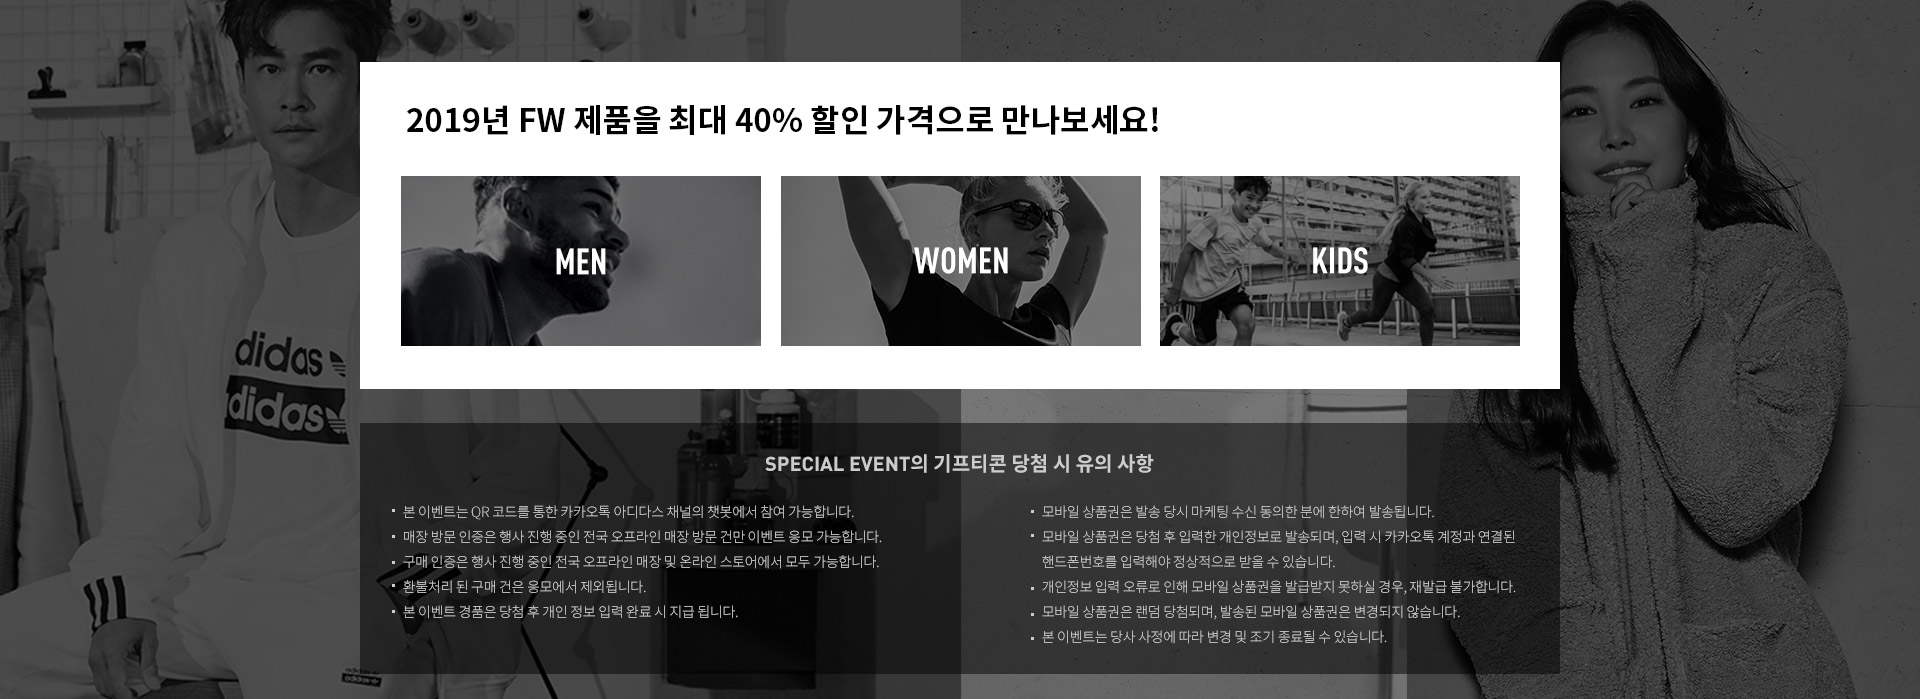 2019년 FW 제품을 최대 40% 할인 가격으로 만나보세요!
MEN
WOMEN
KIDS
adidas
adidas
SPECIAL EVENT의 기프티콘 당첨 시 유의 사항
본 이벤트는 QR 코드를 통한 카카오톡 아디다스 채널의 챗봇에서 참여 가능합니다.
매장 방문 인증은 행사 진행 중인 전국 오프라인 매장 방문 건만 이벤트 응모 가능합니다.
구매 인증은 행사 진행 중인 전국 오프라인 매장 및 온라인 스토어에서 모두 가능합니다.
환불처리 된 구매 건은 응모에서 제외됩니다.
본 이벤트 경품은 당첨 후 개인 정보 입력 완료 시 지급 됩니다.
모바일 상품권은 발송 당시 마케팅 수신 동의한 분에 한하여 발송됩니다.
모바일 상품권은 당첨 후 입력한 개인정보로 발송되며, 입력 시 카카오톡 계정과 연결된
핸드폰번호를 입력해야 정상적으로 받을 수 있습니다.
개인정보 입력 오류로 인해 모바일 상품권을 발급받지 못하실 경우, 재발급 불가합니다.
모바일 상품권은 랜덤 당첨되며, 발송된 모바일 상품권은 변경되지 않습니다.
본 이벤트는 당사 사정에 따라 변경 및 조기 종료될 수 있습니다.
adidas
adidas